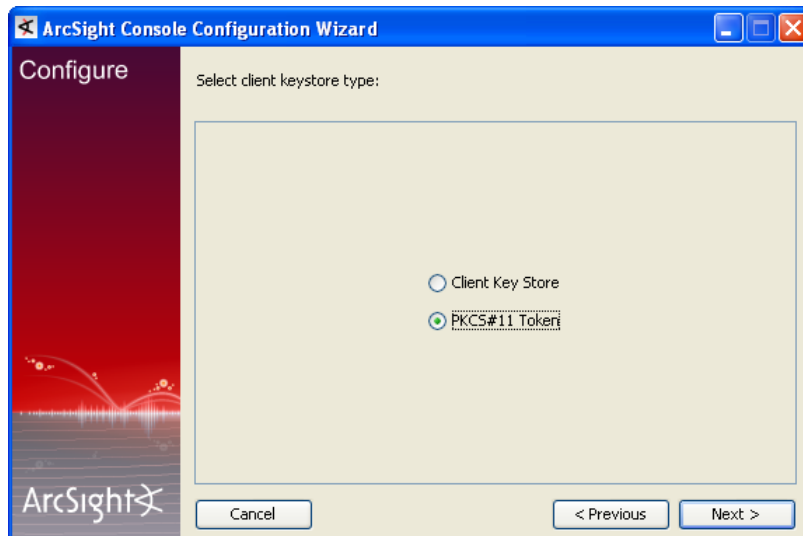 ArcSight Console Configuration Wizard
Configure
Select client keystore type:
Client Key Store
PKCS#11 Token
ArcSight
Cancel
< Previous
Next >